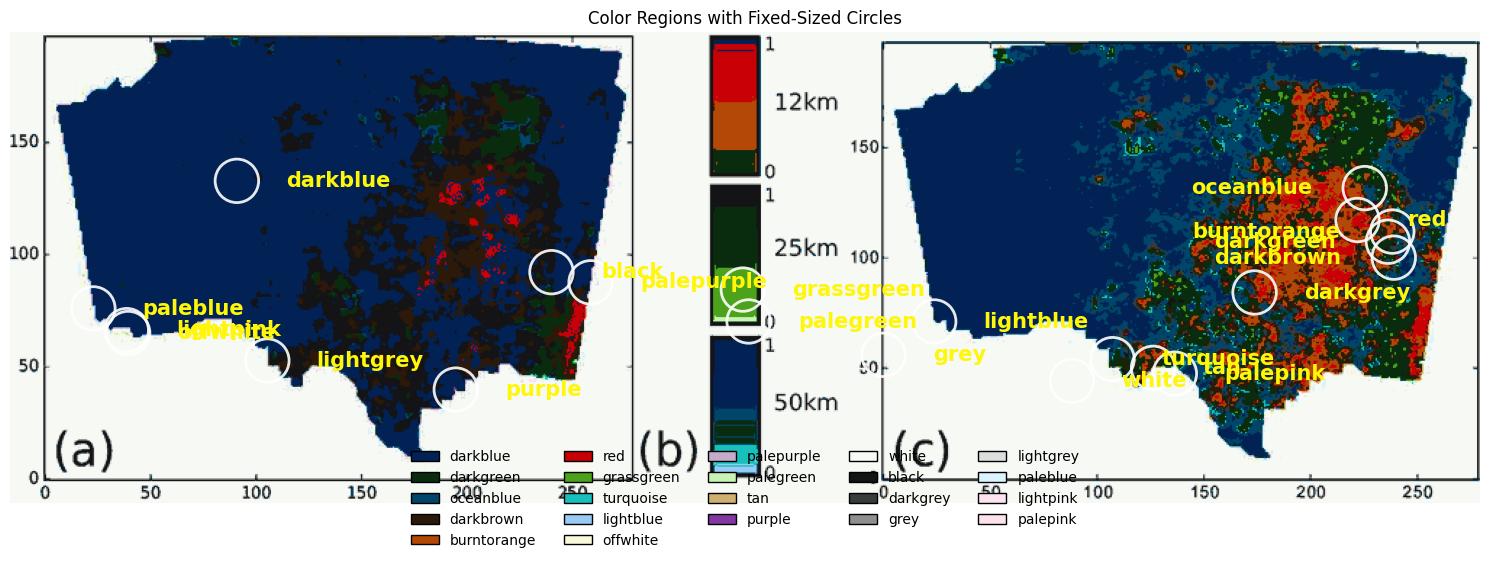 Color Regions with Fixed-Sized Circles
150
100
50
0
0
50
100
150
200
250
(a)
darkblue
paleblue
lightpink
offwhite
lightgrey
purple
black
palepurple
1
12km
0
1
25km
0
1
50km
0
(b)
grassgreen
palegreen
150
100
50
0
50
100
150
200
250
(c)
oceanblue
red
burntorange
darkgreen
darkbrown
darkgrey
lightblue
grey
turquoise
tan
palepink
white
darkblue
darkgreen
oceanblue
darkbrown
burntorange
red
grassgreen
turquoise
lightblue
offwhite
palepurple
palegreen
tan
purple
white
black
darkgrey
grey
lightgrey
paleblue
lightpink
palepink